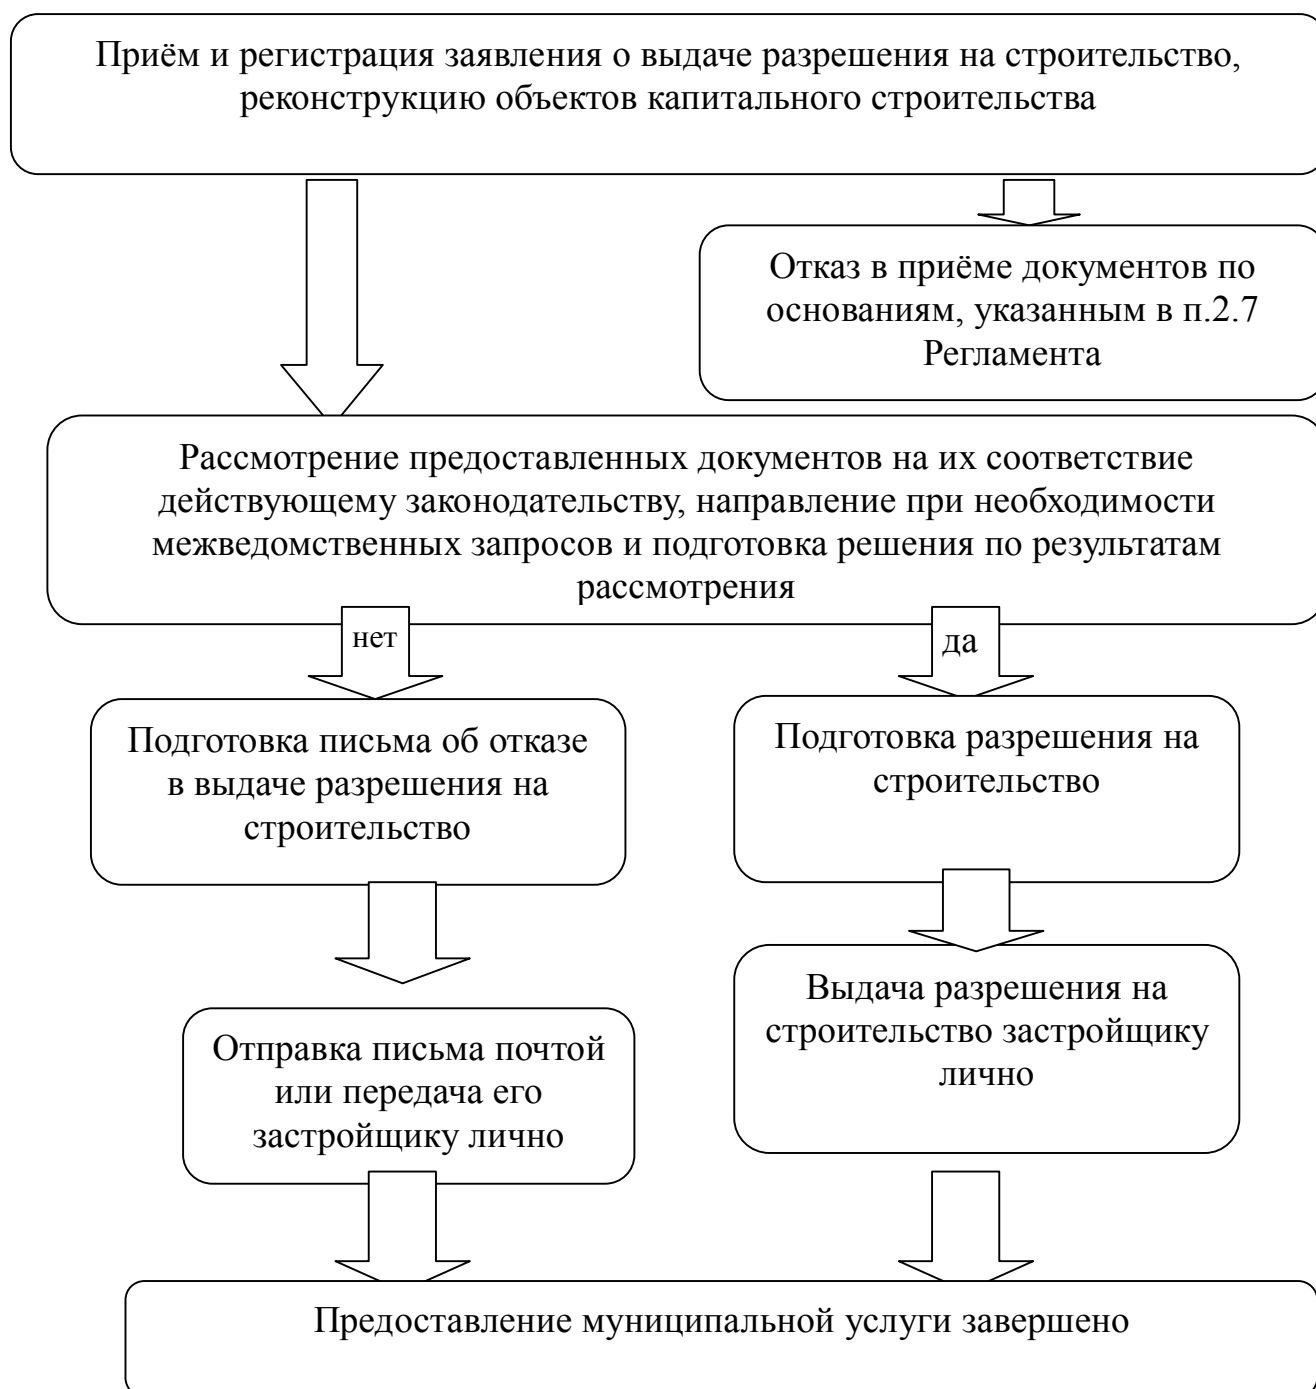 Приём и регистрация заявления о выдаче разрешения на строительство,
реконструкцию объектов капитального строительства
Отказ в приёме документов по
основаниям, указанным в п.2.7
Регламента
Рассмотрение предоставленных документов на их соответствие
действующему законодательству, направление при необходимости
межведомственных запросов и подготовка решения по результатам
рассмотрения
нет
да
Подготовка письма об отказе
в выдаче разрешения на
строительство
Подготовка разрешения на
строительство
Отправка письма почтой
или передача его
застройщику лично
Выдача разрешения на
строительство застройщику
лично
Предоставление муниципальной услуги завершено